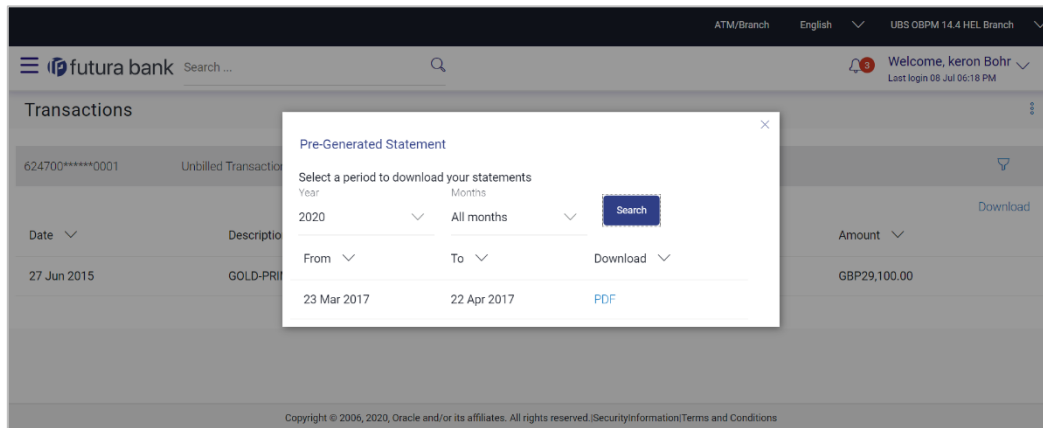 ATM/Branch English UBS OBPM 14.4 HEL Branch
futura bank Search ... 3 Welcome, keron Bohr
Last login 08 Jul 06:18 PM
Transactions
Pre-Generated Statement
624700******0001 Unbilled
Select a period to download your statements
Year Months
2020 All months Search
Download
Date Amount
From To Download
27 Jun 2015 GBP29,100.00
23 Mar 2017 22 Apr 2017 PDF
Copyright © 2006, 2020, Oracle and/or its affiliates. All rights reserved.|SecurityInformation|Terms and Conditions